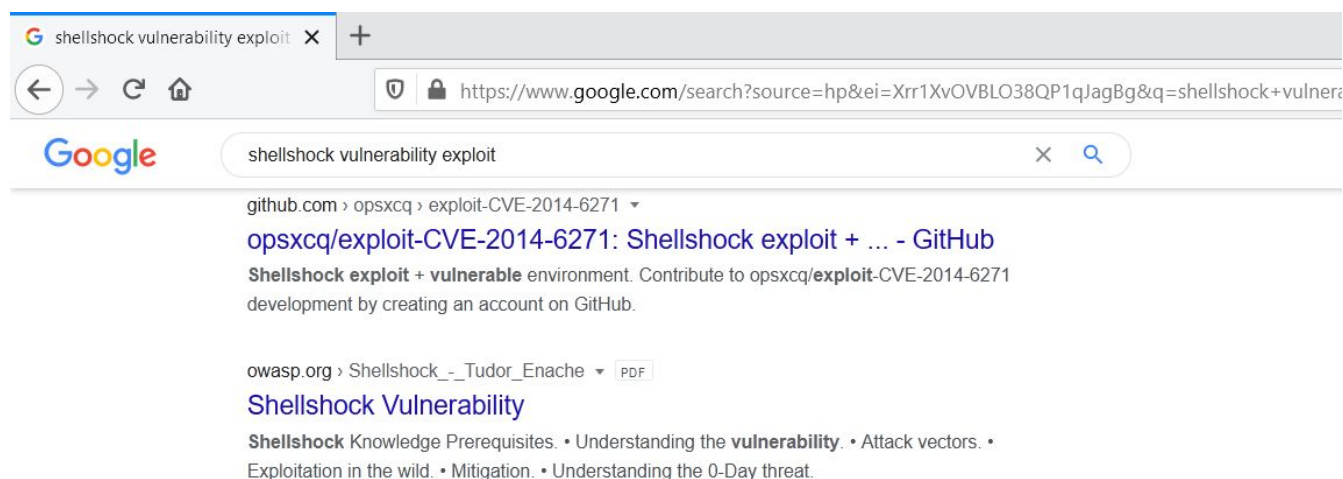 shellshock vulnerability exploit
https://www.google.com/search?source=hp&ei=Xrr1XvOVBLO38QP1qJagBg&q=shellshock+vulnera
Google
shellshock vulnerability exploit
github.com › opsxcq › exploit-CVE-2014-6271
opsxcq/exploit-CVE-2014-6271: Shellshock exploit + ... - GitHub
Shellshock exploit + vulnerable environment. Contribute to opsxcq/exploit-CVE-2014-6271
development by creating an account on GitHub.
owasp.org › Shellshock_-_Tudor_Enache PDF
Shellshock Vulnerability
Shellshock Knowledge Prerequisites. • Understanding the vulnerability. • Attack vectors. •
Exploitation in the wild. • Mitigation. • Understanding the 0-Day threat.